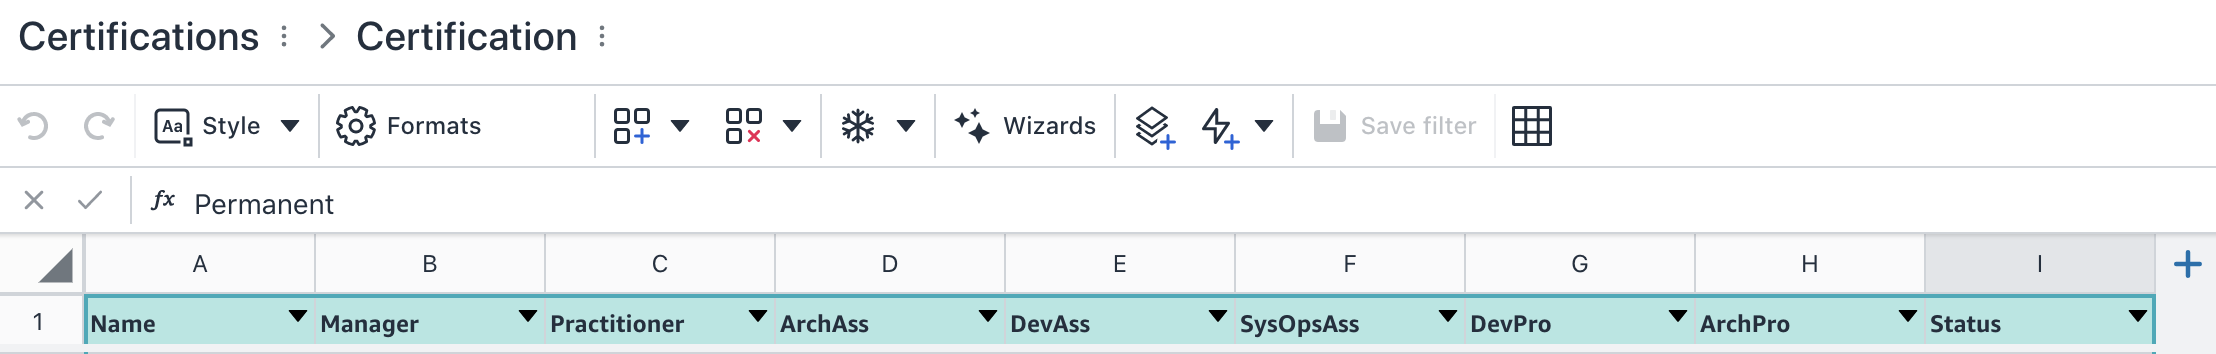 Certifications > Certification
Aa Style Formats Wizards Save filter
fx Permanent
A B C D E F G H I
1 Name Manager Practitioner ArchAss DevAss SysOpsAss DevPro ArchPro Status